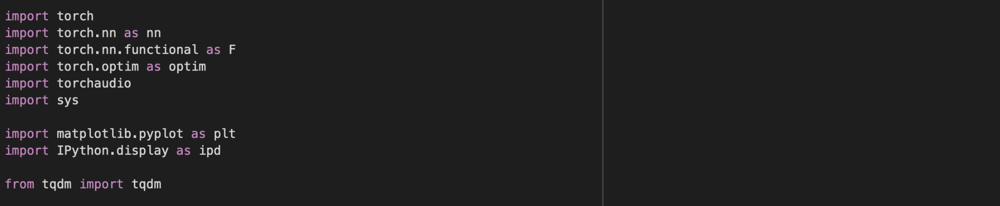 import torch
import torch.nn as nn
import torch.nn.functional as F
import torch.optim as optim
import torchaudio
import sys
import matplotlib.pyplot as plt
import IPython.display as ipd
from tqdm import tqdm